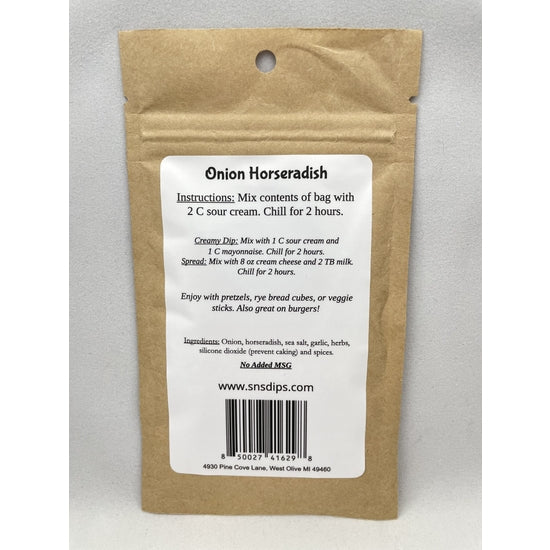 Onion Horseradish
Instructions: Mix contents of bag with
2 C sour cream. Chill for 2 hours.
Creamy Dip: Mix with 1 C sour cream and
1 C mayonnaise. Chill for 2 hours.
Spread: Mix with 8 oz cream cheese and 2 TB milk.
Chill for 2 hours.
Enjoy with pretzels, rye bread cubes, or veggie
sticks. Also great on burgers!
Ingredients: Onion, horseradish, sea salt, garlic, herbs,
silicone dioxide (prevent caking) and spices.
No Added MSG
www.snsdips.com
8 50027 41629 8
4930 Pine Cove Lane, West Olive MI 49460